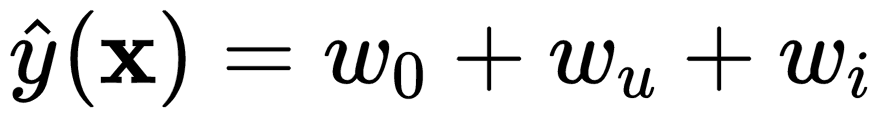 ŷ(𝐱) = w₀ + wᵤ + wᵢ